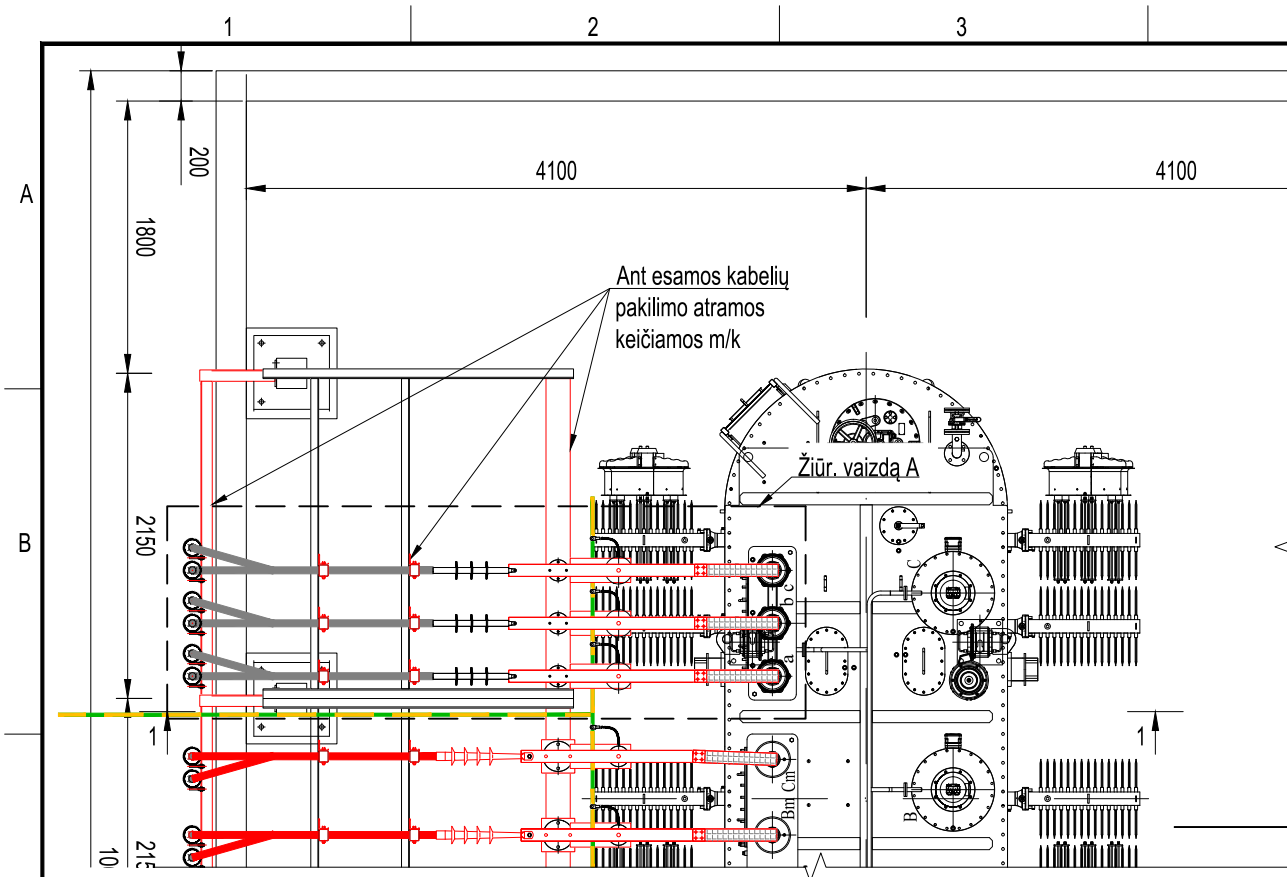 1
2
3
A
200
4100
4100
1800
Ant esamos kabelių
pakilimo atramos
keičiamos m/k
Žiūr. vaizdą A
B
2150
c
b
a
C
1
1
Cm
Bm
B